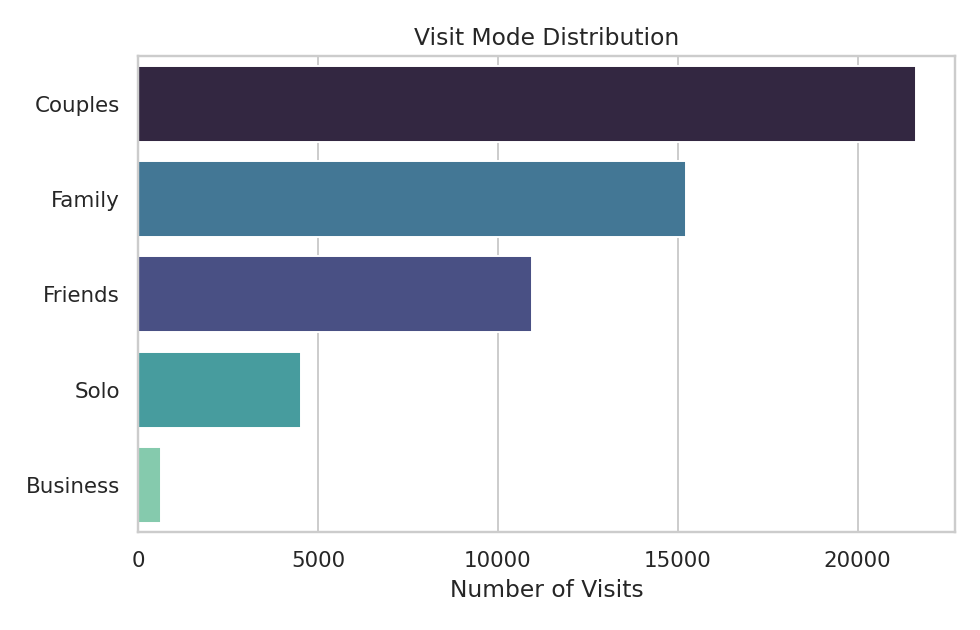 Visit Mode Distribution
Couples
Family
Friends
Solo
Business
0 5000 10000 15000 20000
Number of Visits